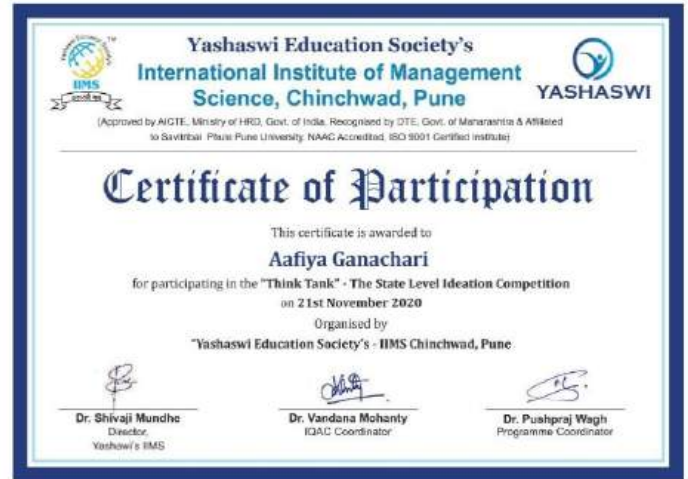 Yashaswi Education Society's
International Institute of Management
Science, Chinchwad, Pune
IIMS
YASHASWI
(Approved by AICTE, Ministry of HRD, Govt. of India, Recognised by DTE, Govt. of Maharashtra & Affiliated
to Savitribai Phule Pune University, NAAC Accredited, ISO 9001 Certified Institute)
Certificate of Participation
This certificate is awarded to
Aafiya Ganachari
for participating in the "Think Tank" - The State Level Ideation Competition
on 21st November 2020
Organised by
"Yashaswi Education Society's - IIMS Chinchwad, Pune
Dr. Shivaji Mundhe
Director,
Yashawi's IIMS
Dr. Vandana Mohanty
IQAC Coordinator
Dr. Pushpraj Wagh
Programme Coordinator